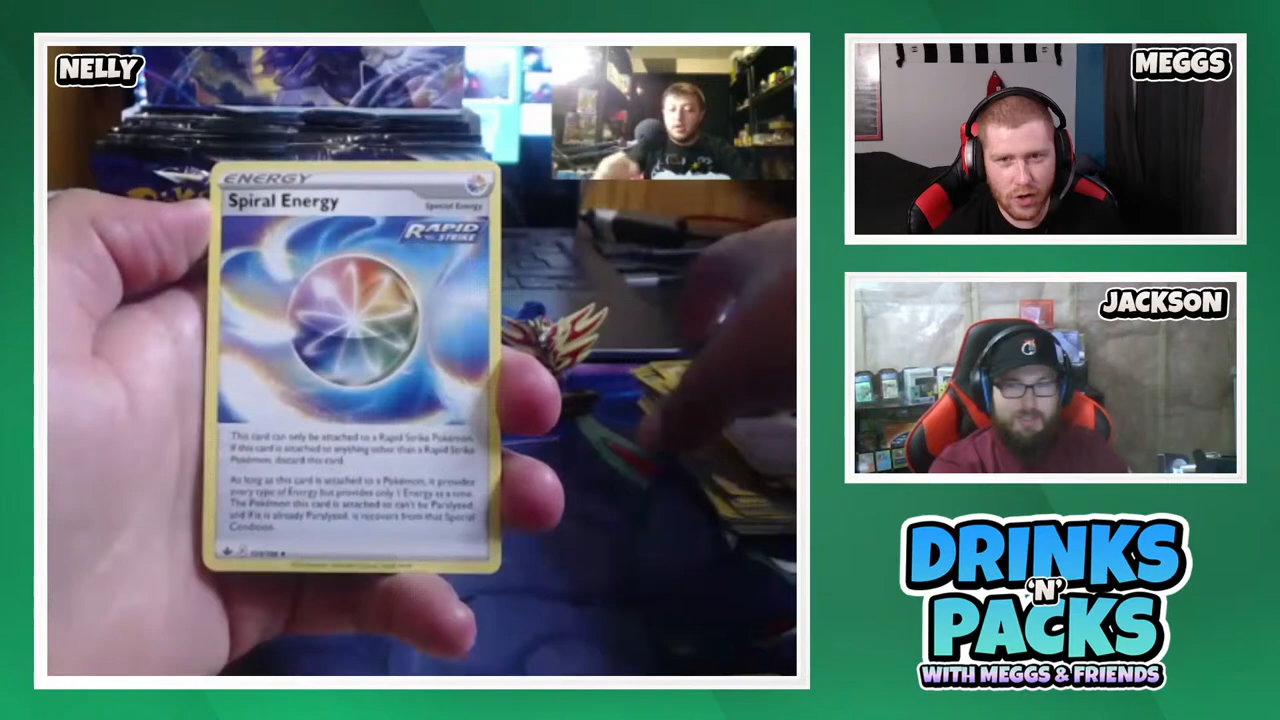 NELLY
ENERGY
Spiral Energy
Special Energy
RAPID
STRIKE
This card can only be attached to a Rapid Strike Pokémon.
If this card is attached to anything other than a Rapid Strike
Pokémon, discard this card.
As long as this card is attached to a Pokémon, it provides
every type of Energy but provides only 1 Energy at a time.
The Pokémon this card is attached to can't be Paralyzed,
and if it is already Paralyzed, it recovers from that Special
Condition.
MEGGS
JACKSON
DRINKS
'N'
PACKS
WITH MEGGS & FRIENDS